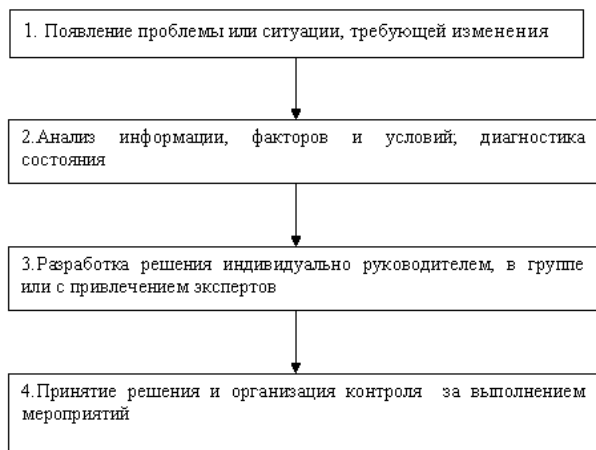 1. Появление проблемы или ситуации, требующей изменения
2.Анализ информации, факторов и условий; диагностика
состояния
3.Разработка решения индивидуально руководителем, в группе
или с привлечением экспертов
4.Принятие решения и организация контроля за выполнением
мероприятий